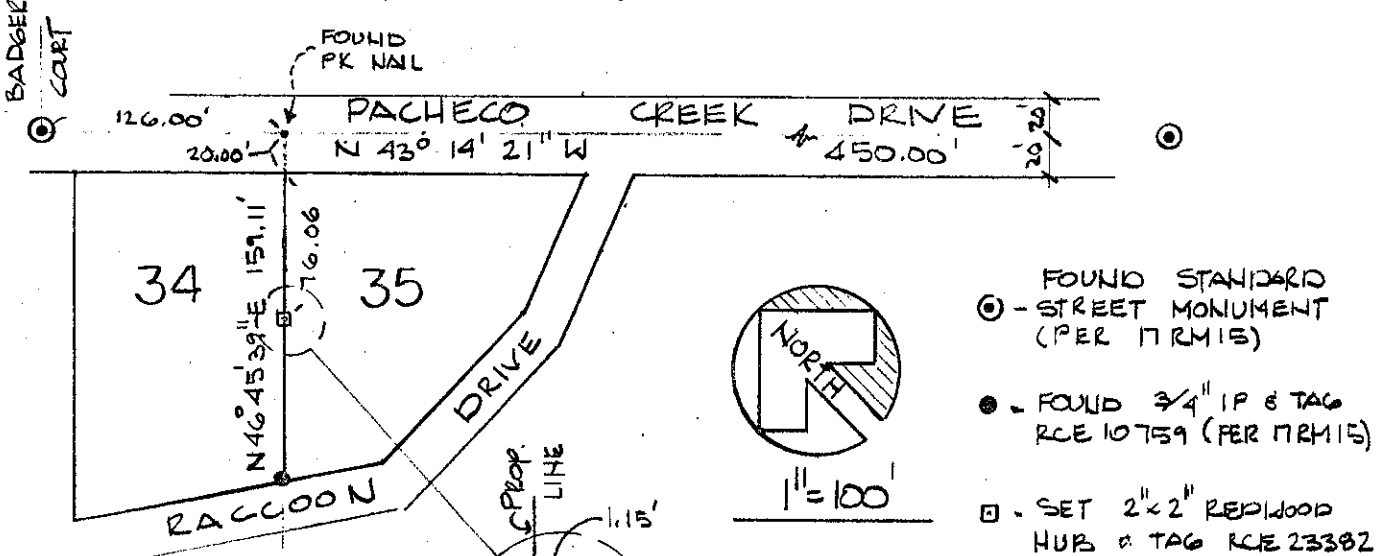 BADGER
COURT
FOUND
PK NAIL
126.00'
PACHECO CREEK DRIVE
20.00'
N 43° 14' 21" W
450.00'
20'
20'
34
N 46° 45' 39" E 159.11'
76.06
35
DRIVE
RACCOON
PROP.
LINE
1.15'
NORTH
1"=100'
FOUND STANDARD
- STREET MONUMENT
(PER 17 RM 15)
- FOUND 3/4" IP & TAG
RCE 10759 (PER 17 RM 15)
- SET 2"x2" REDWOOD
HUB & TAG RCE 23382